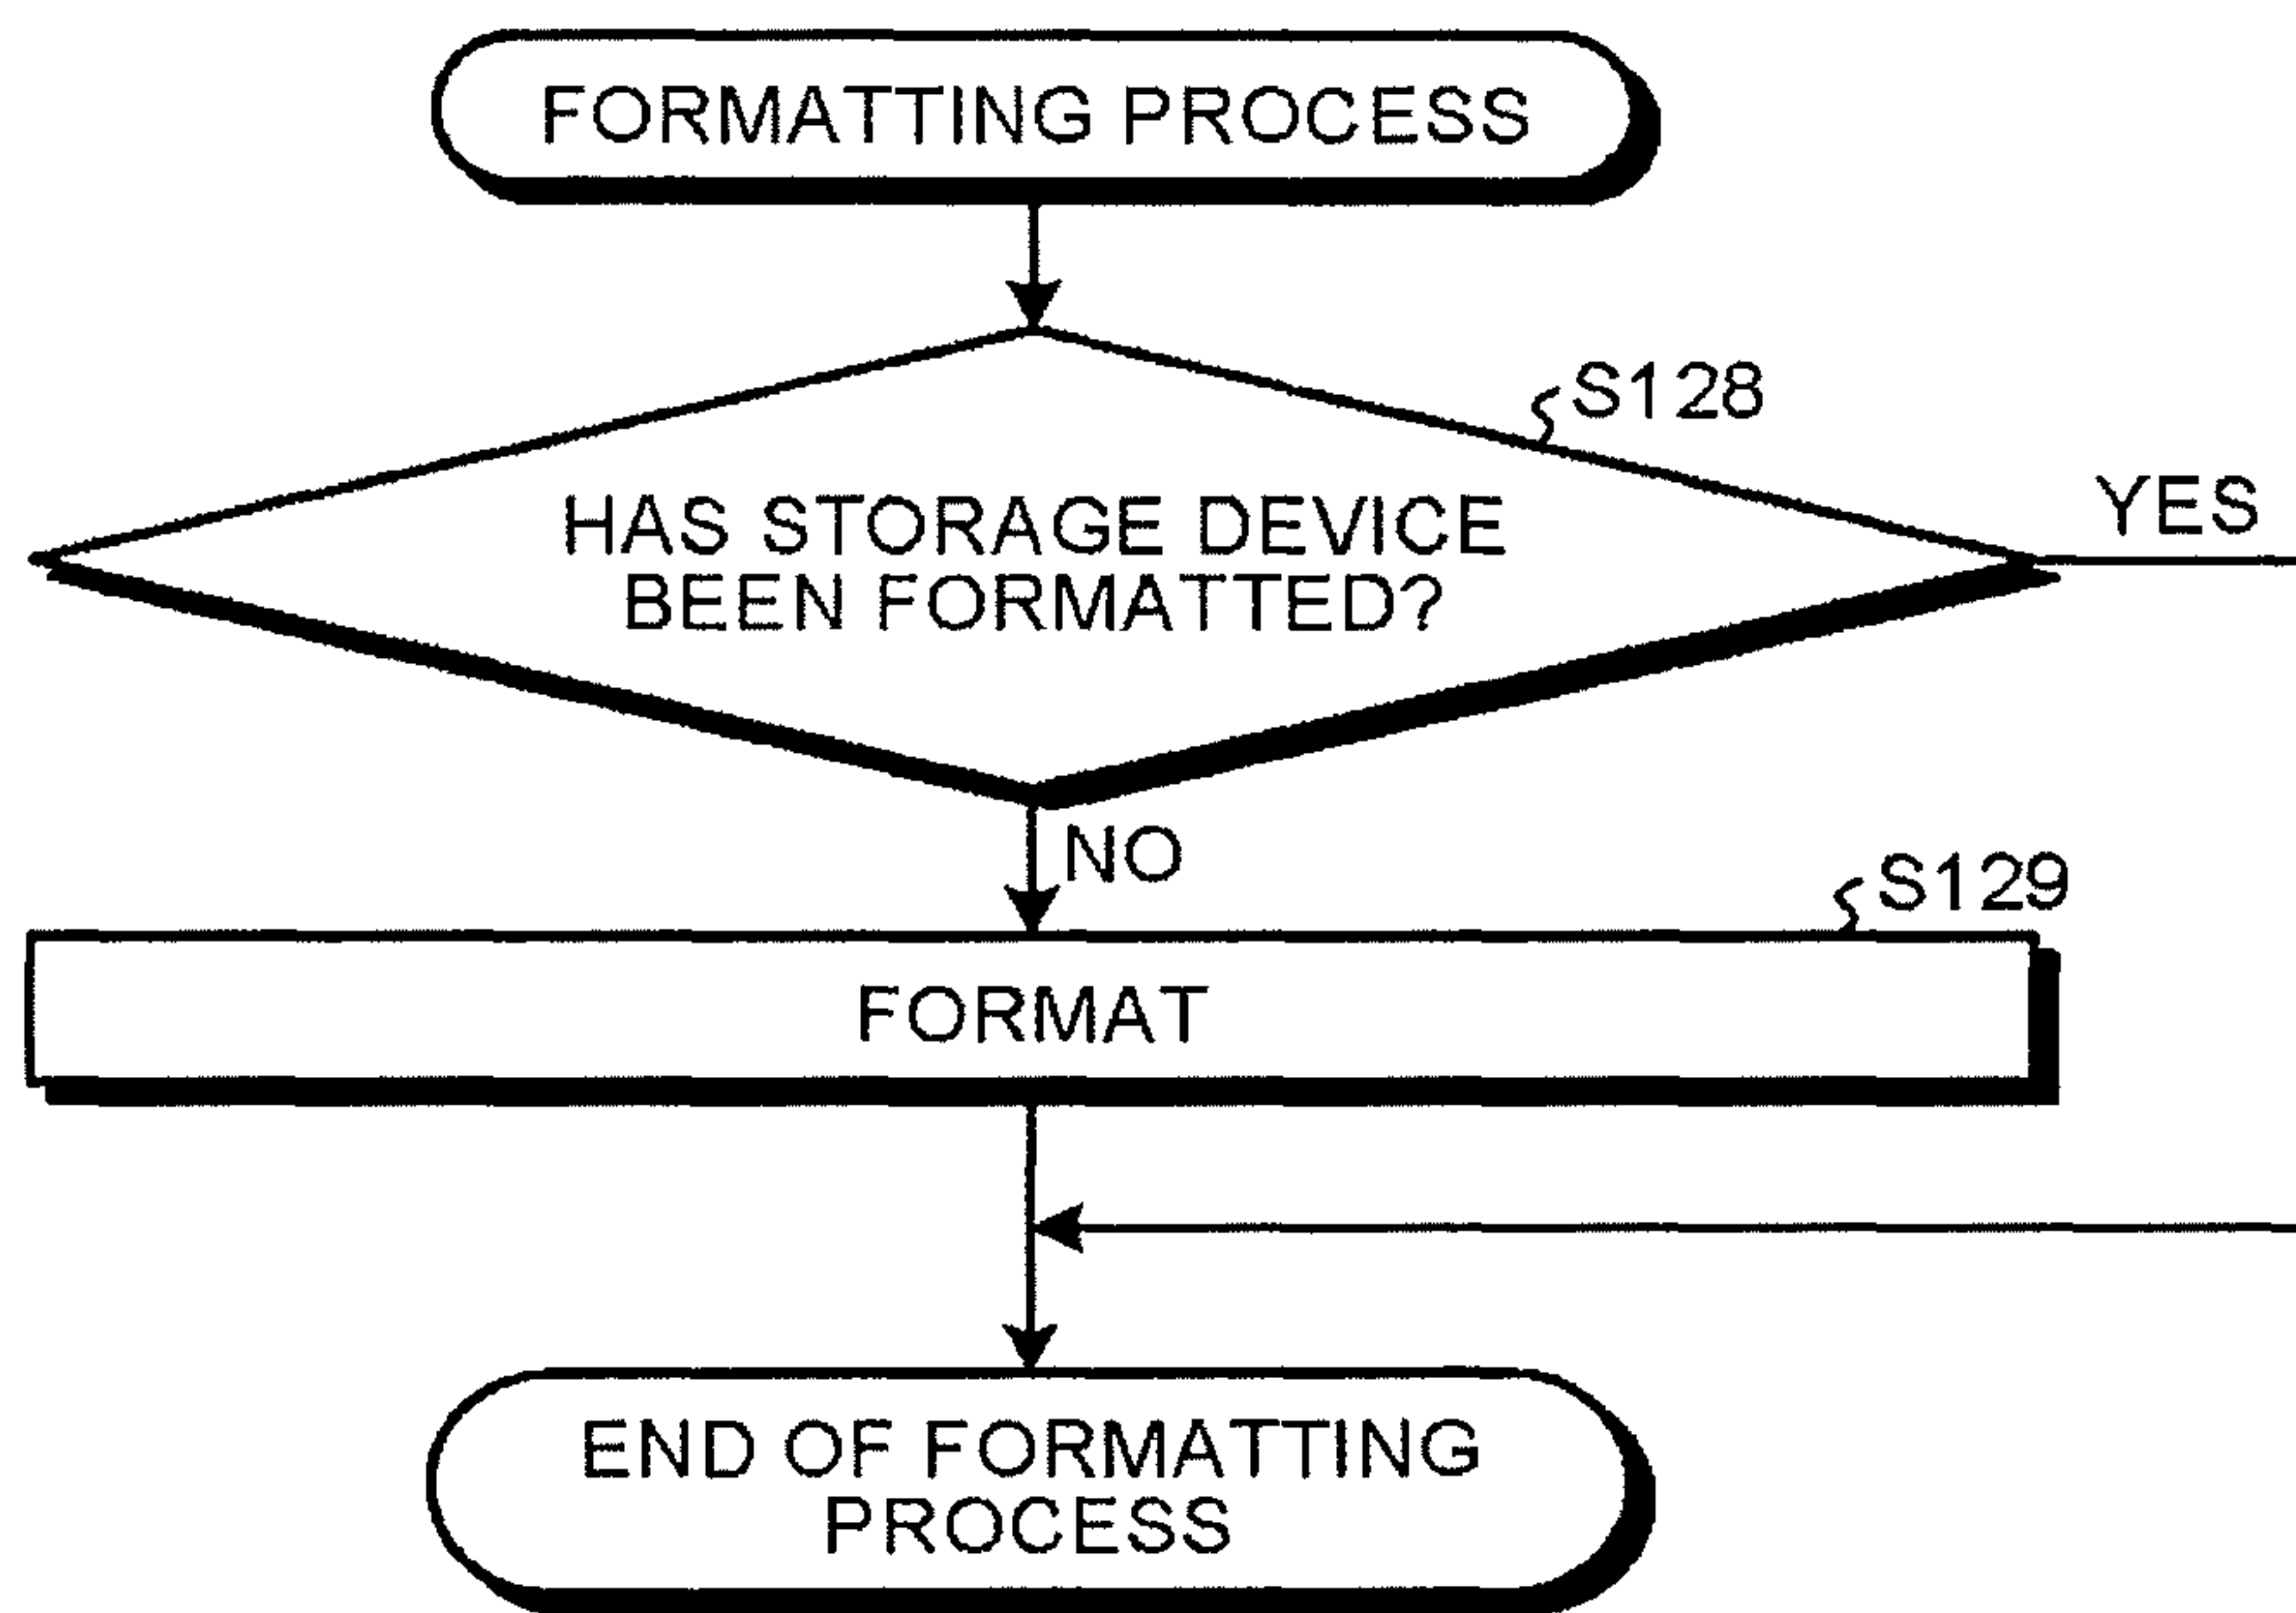 FORMATTING PROCESS
S128
YES
HAS STORAGE DEVICE
BEEN FORMATTED?
NO
S129
FORMAT
END OF FORMATTING
PROCESS